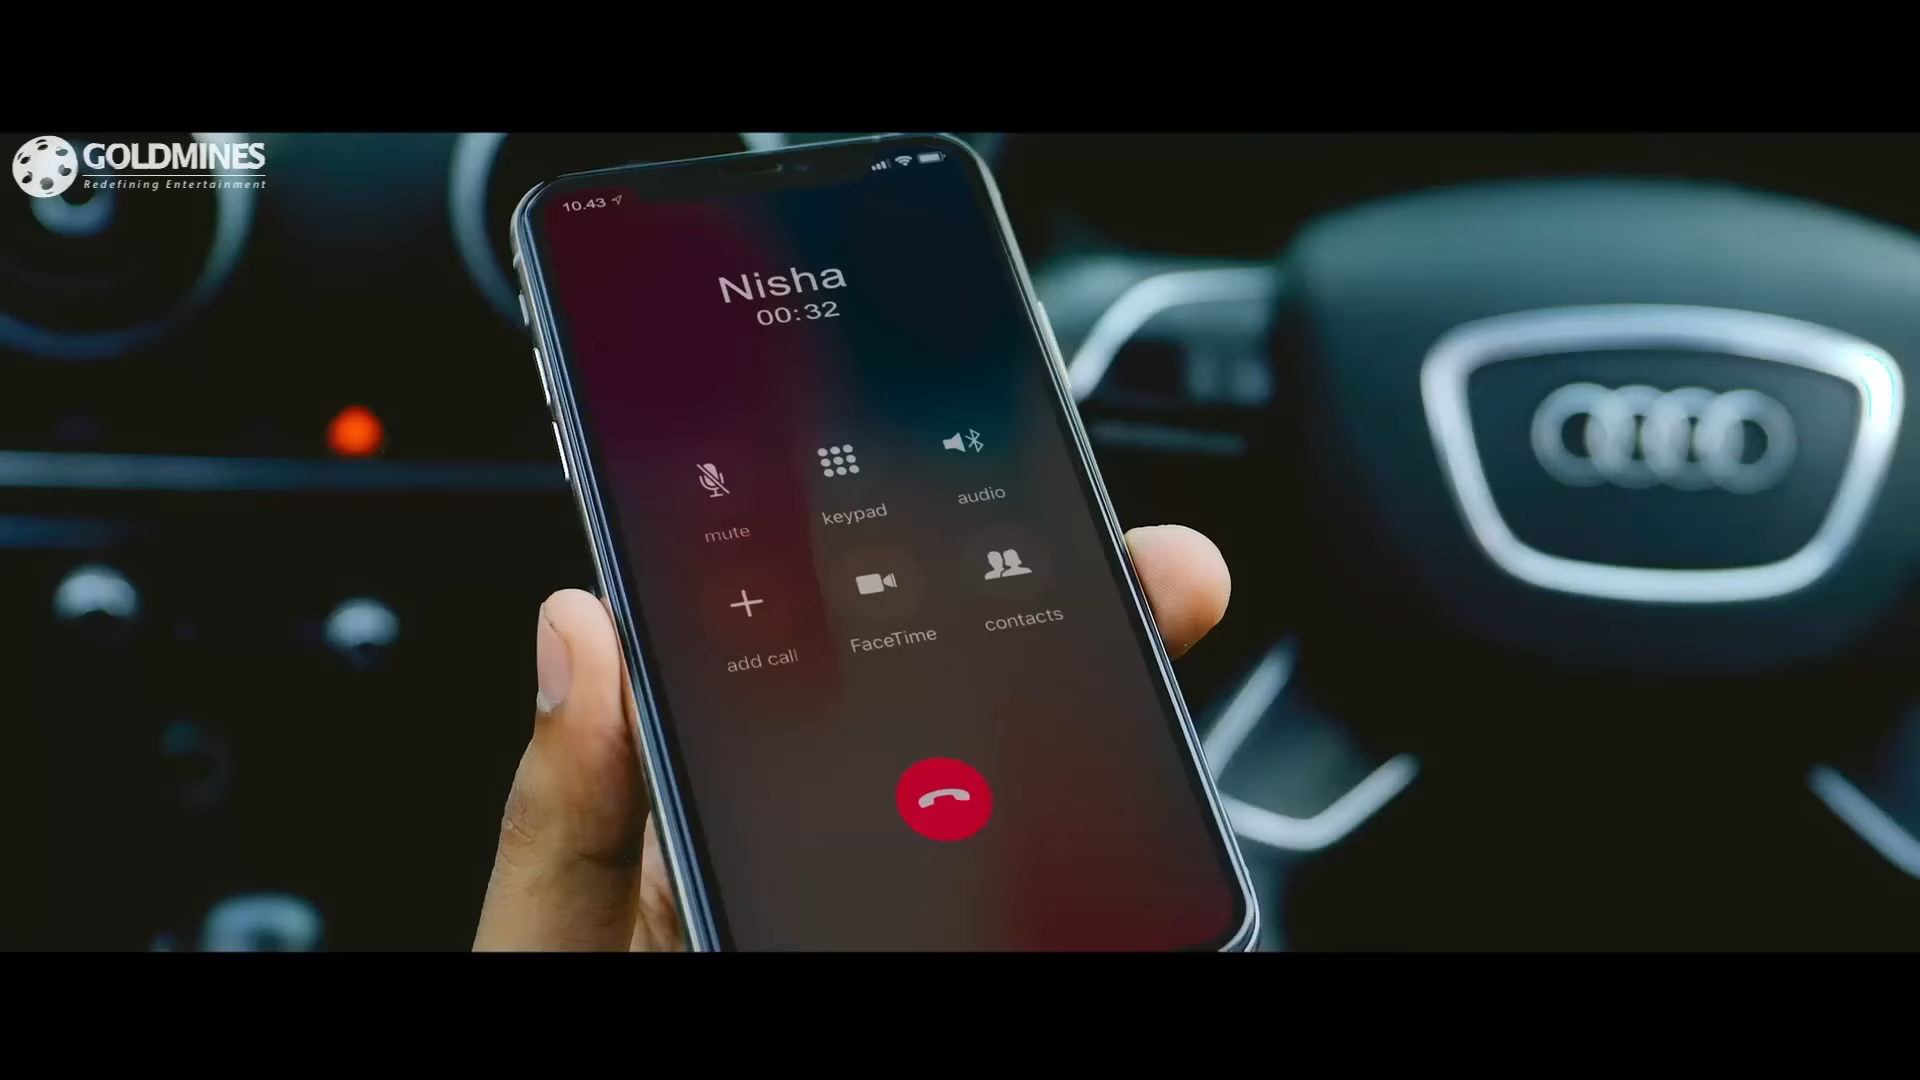 GOLDMINES
Redefining Entertainment
10.43
Nisha
00:32
mute
keypad
audio
add call
FaceTime
contacts